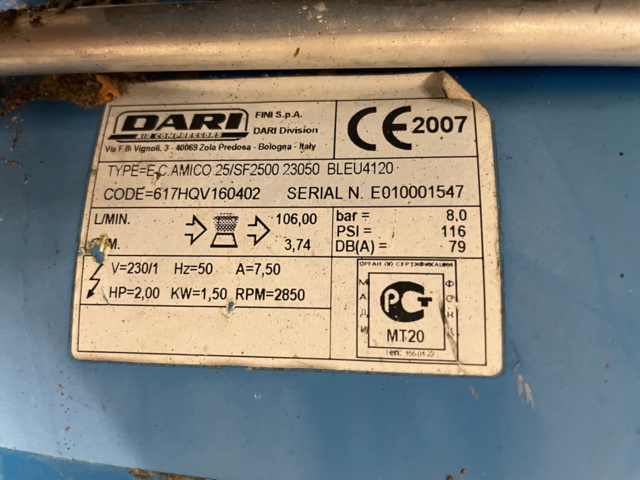 DARI
AIR COMPRESSORS
FINI S.p.A.
DARI Division
Via F.lli Vignoli, 3 - 40069 Zola Predosa - Bologna - Italy
CE 2007
TYPE=E.C.AMICO 25/SF2500 23050 BLEU4120
CODE=617HQV160402 SERIAL N. E010001547
L/MIN. 106,00
M. 3,74
bar = 8,0
PSI = 116
DB(A) = 79
V=230/1 Hz=50 A=7,50
HP=2,00 KW=1,50 RPM=2850
ОРГАН ПО СЕРТИФИКАЦИИ
МАДИ
ФЕНИ
РСТ
МТ20